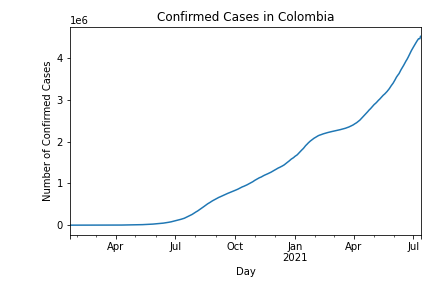 Confirmed Cases in Colombia
1e6
4
3
2
1
0
Number of Confirmed Cases
Apr Jul Oct Jan Apr Jul
2021
Day